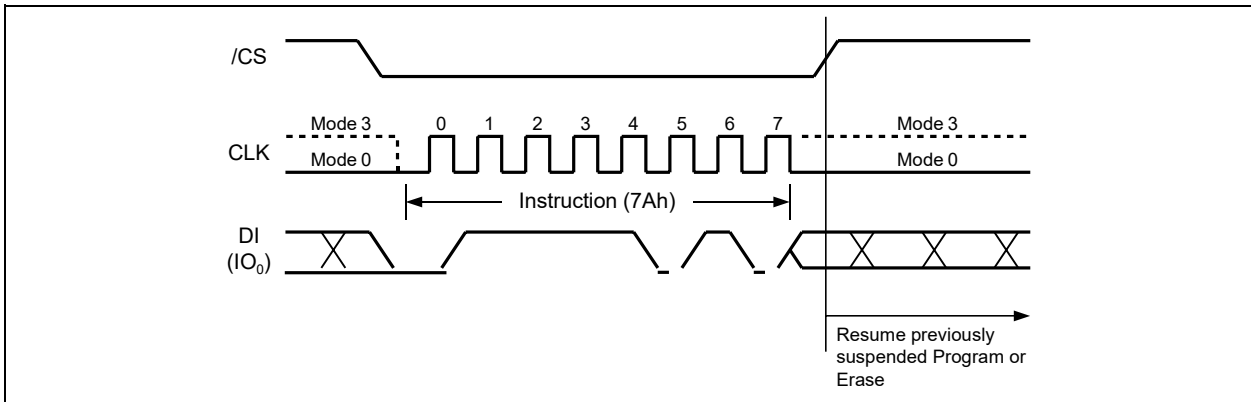 /CS
Mode 3
0 1 2 3 4 5 6 7
Mode 3
CLK
Mode 0
Mode 0
Instruction (7Ah)
DI
(IO0)
Resume previously
suspended Program or
Erase